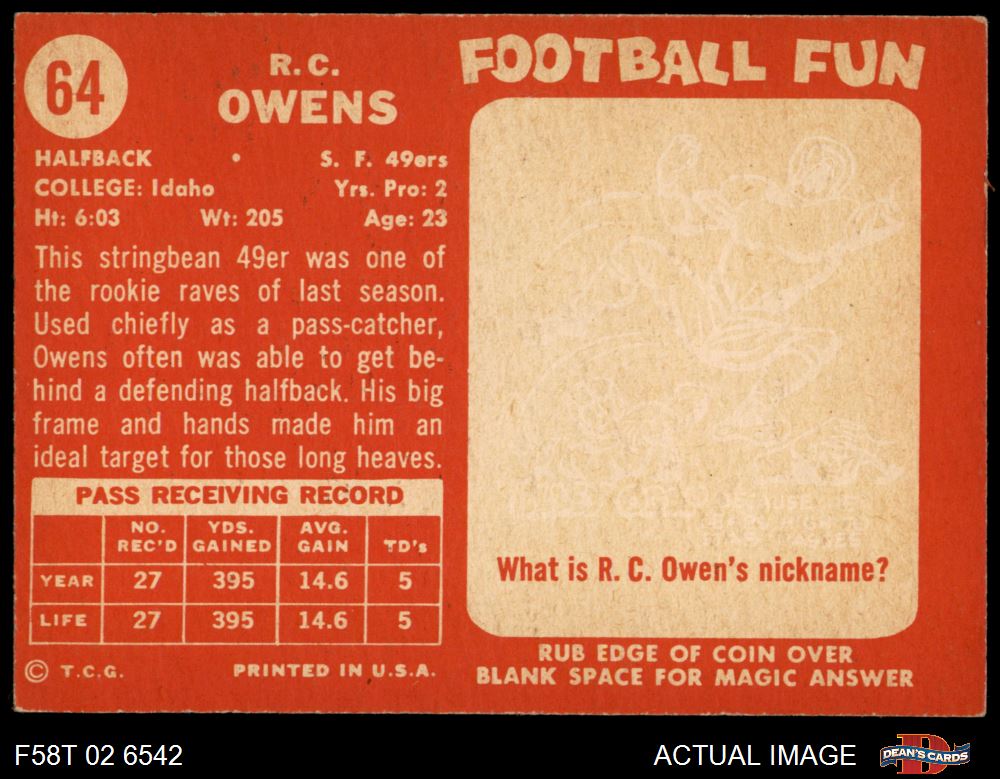 64
R. C.
OWENS
HALFBACK • S. F. 49ers
COLLEGE: Idaho Yrs. Pro: 2
Ht: 6:03 Wt: 205 Age: 23
This stringbean 49er was one of
the rookie raves of last season.
Used chiefly as a pass-catcher,
Owens often was able to get be-
hind a defending halfback. His big
frame and hands made him an
ideal target for those long heaves.
PASS RECEIVING RECORD
NO. REC'D YDS. GAINED AVG. GAIN TD's
YEAR 27 395 14.6 5
LIFE 27 395 14.6 5
© T.C.G. PRINTED IN U.S.A.
FOOTBALL FUN
What is R. C. Owen's nickname?
RUB EDGE OF COIN OVER
BLANK SPACE FOR MAGIC ANSWER
F58T 02 6542
ACTUAL IMAGE
DEAN'S CARDS